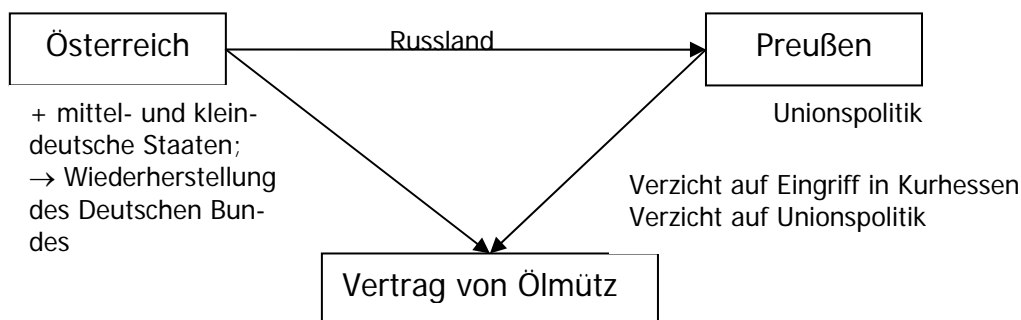 Österreich
Russland
Preußen
+ mittel- und klein-
deutsche Staaten;
→ Wiederherstellung
des Deutschen Bun-
des
Unionspolitik
Verzicht auf Eingriff in Kurhessen
Verzicht auf Unionspolitik
Vertrag von Ölmütz